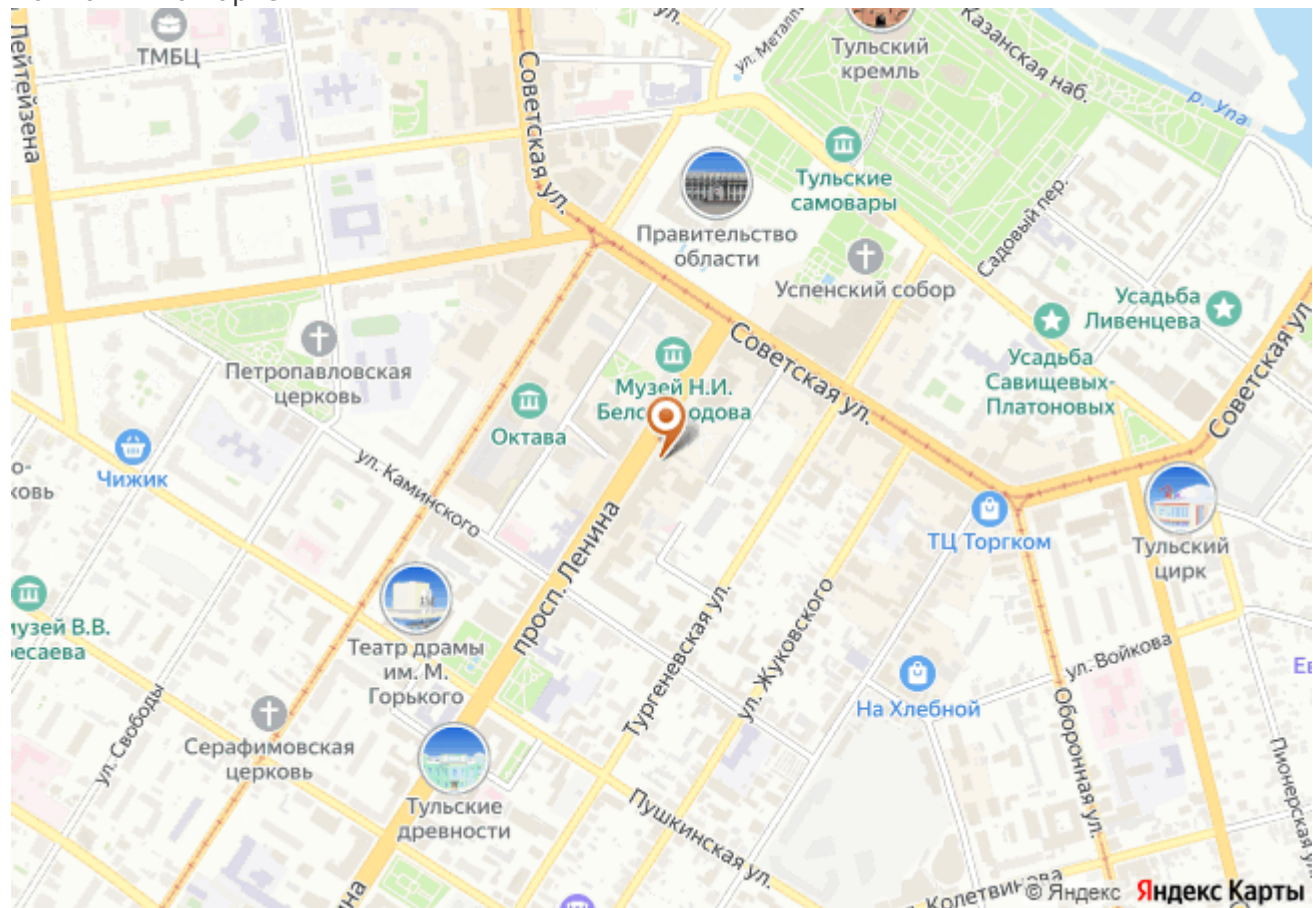 Лейтейзена
ТМБЦ
Советская ул.
ул.
ул. Металл
Тульский
кремль
Казанская наб.
р. Упа
Тульские
самовары
Правительство
области
Успенский собор
Садовый пер.
Усадьба
Ливенцева
Усадьба
Савищевых-
Платоновых
Советская ул.
Советская ул
Петропавловская
церковь
Музей Н.И.
Октава
Чижик
ул. Каминского
просп. Ленина
ТЦ Торгком
Тульский
цирк
Театр драмы
им. М.
Горького
Тургеневская ул.
ул. Жуковского
ул. Войкова
На Хлебной
Оборонная ул.
Пионерская ул.
ул. Свободы
Серафимовская
церковь
Тульские
древности
Пушкинская ул.
© Яндекс Яндекс Карты